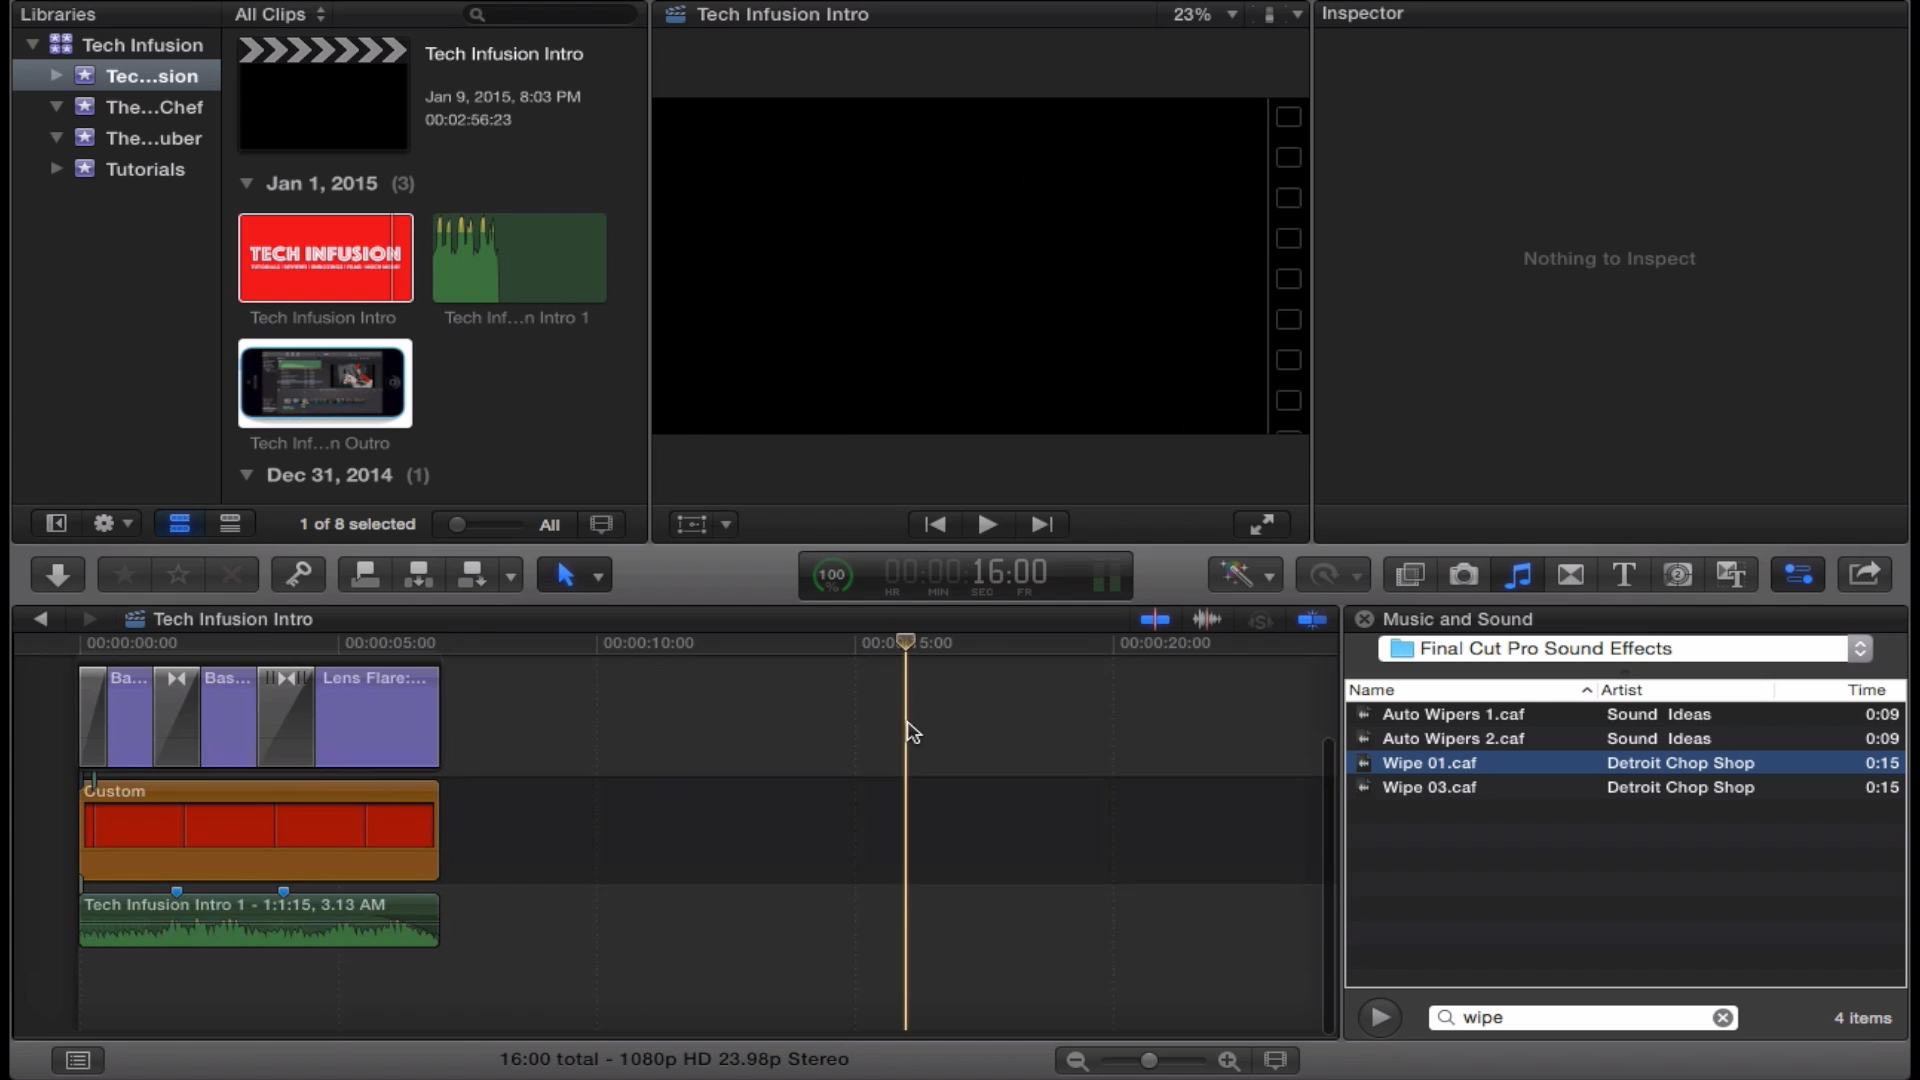 Libraries
All Clips
Tech Infusion Intro
23%
Inspector
Tech Infusion
Tec...sion
The...Chef
The...uber
Tutorials
Tech Infusion Intro
Jan 9, 2015, 8:03 PM
00:02:56:23
Jan 1, 2015 (3)
TECH INFUSION
Tech Infusion Intro
Tech Inf...n Intro 1
Tech Inf...n Outro
Dec 31, 2014 (1)
Nothing to Inspect
1 of 8 selected
All
100
%
00:00:16:00
HR MIN SEC FR
Tech Infusion Intro
00:00:00:00
00:00:05:00
00:00:10:00
00:00:20:00
Ba...
Bas...
Lens Flare:...
Custom
Tech Infusion Intro 1 - 1:1:15, 3.13 AM
Music and Sound
Final Cut Pro Sound Effects
Name Artist Time
Auto Wipers 1.caf Sound Ideas 0:09
Auto Wipers 2.caf Sound Ideas 0:09
Wipe 01.caf Detroit Chop Shop 0:15
Wipe 03.caf Detroit Chop Shop 0:15
wipe
4 items
16:00 total - 1080p HD 23.98p Stereo